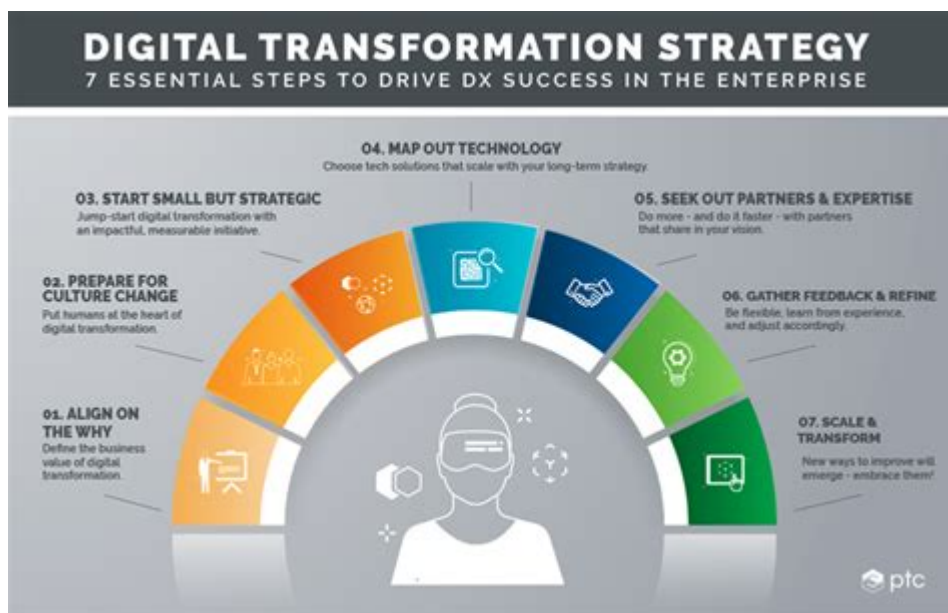 DIGITAL TRANSFORMATION STRATEGY
7 ESSENTIAL STEPS TO DRIVE DX SUCCESS IN THE ENTERPRISE
01. ALIGN ON
THE WHY
Define the business
value of digital
transformation.
02. PREPARE FOR
CULTURE CHANGE
Put humans at the heart of
digital transformation.
03. START SMALL BUT STRATEGIC
Jump-start digital transformation with
an impactful, measurable initiative.
04. MAP OUT TECHNOLOGY
Choose tech solutions that scale with your long-term strategy.
05. SEEK OUT PARTNERS & EXPERTISE
Do more - and do it faster - with partners
that share in your vision.
06. GATHER FEEDBACK & REFINE
Be flexible, learn from experience,
and adjust accordingly.
07. SCALE &
TRANSFORM
New ways to improve will
emerge - embrace them!
ptc